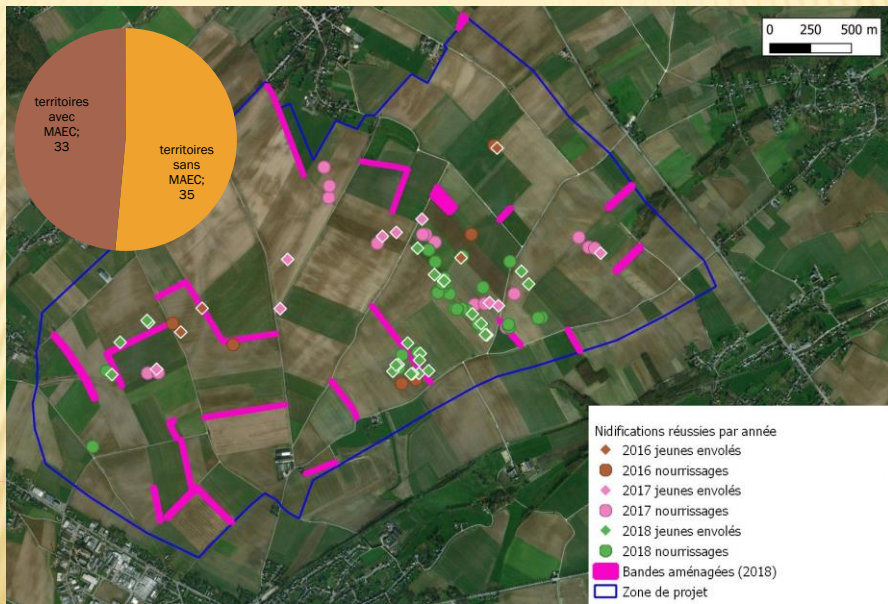 territoires
avec
MAEC;
33
territoires
sans
MAEC;
35
0 250 500 m
Nidifications réussies par année
2016 jeunes envolés
2016 nourrissages
2017 jeunes envolés
2017 nourrissages
2018 jeunes envolés
2018 nourrissages
Bandes aménagées (2018)
Zone de projet